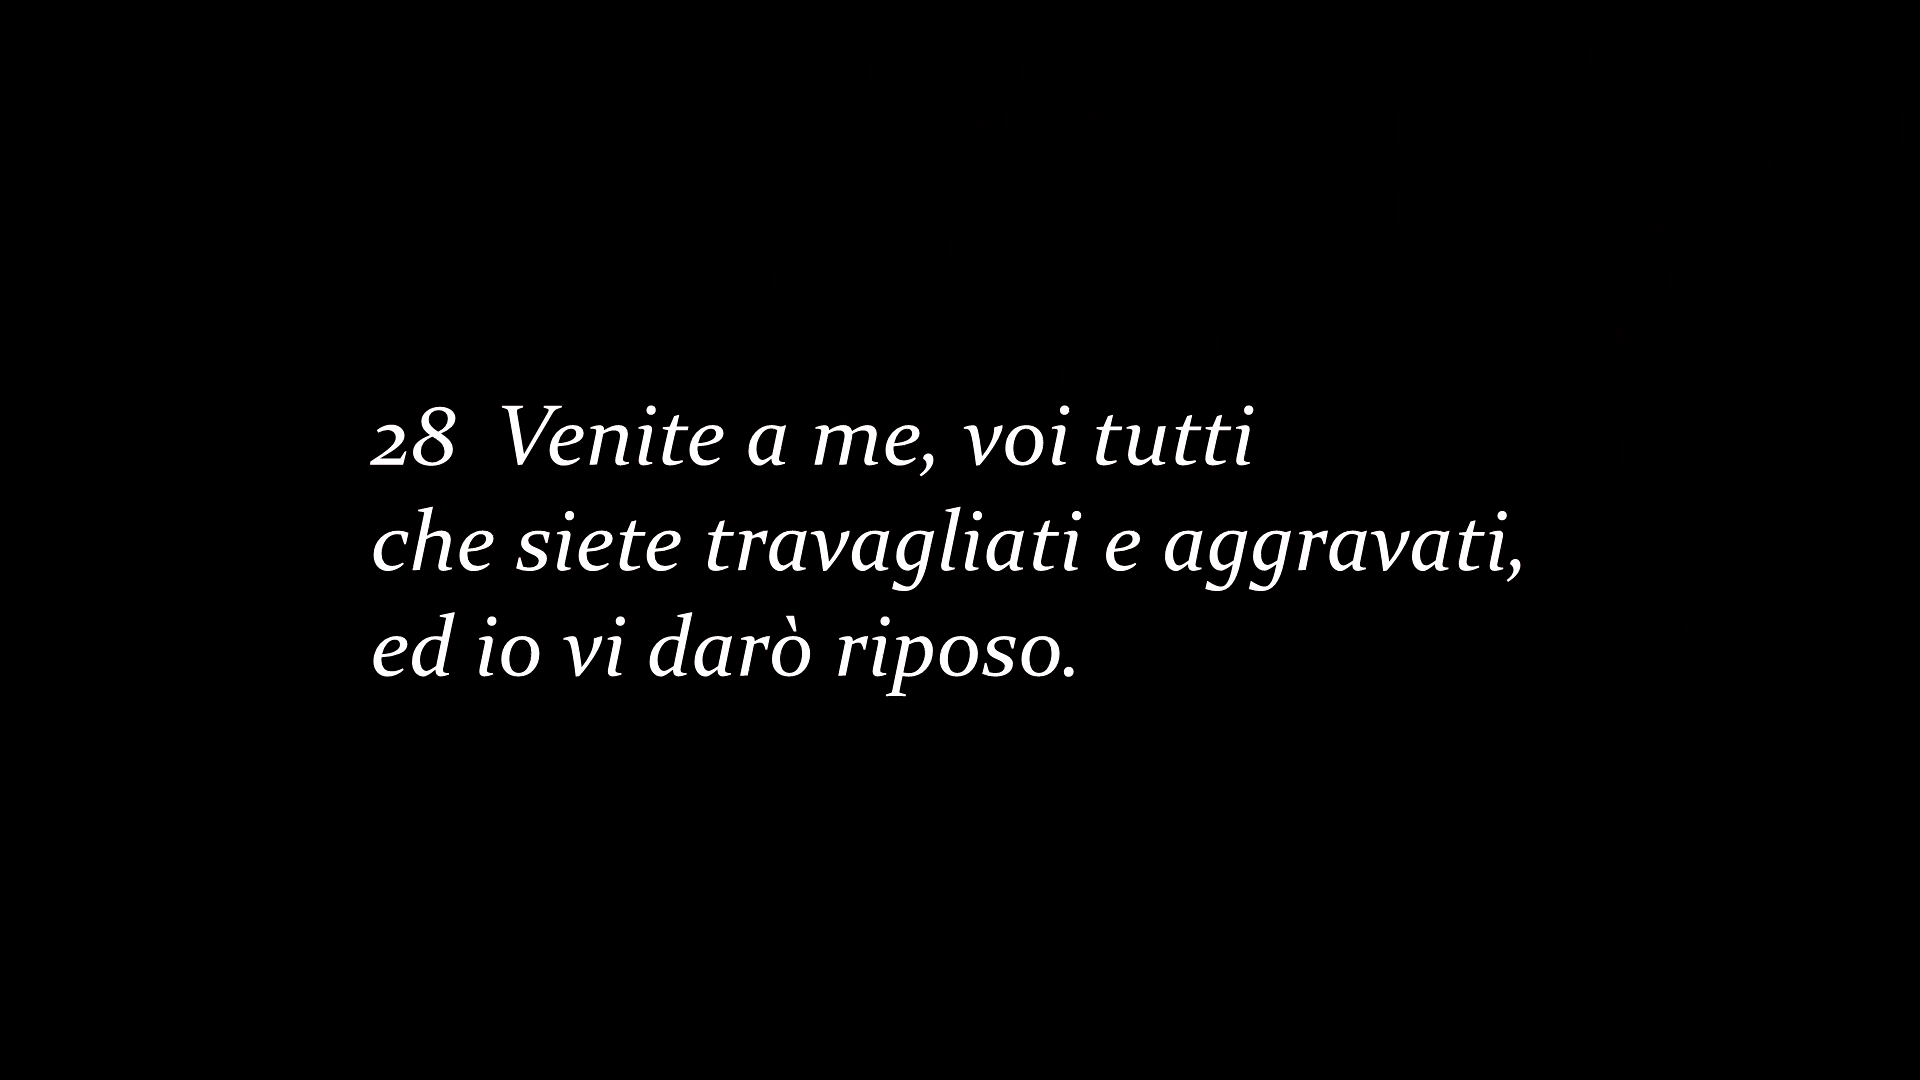 28 Venite a me, voi tutti
che siete travagliati e aggravati,
ed io vi darò riposo.